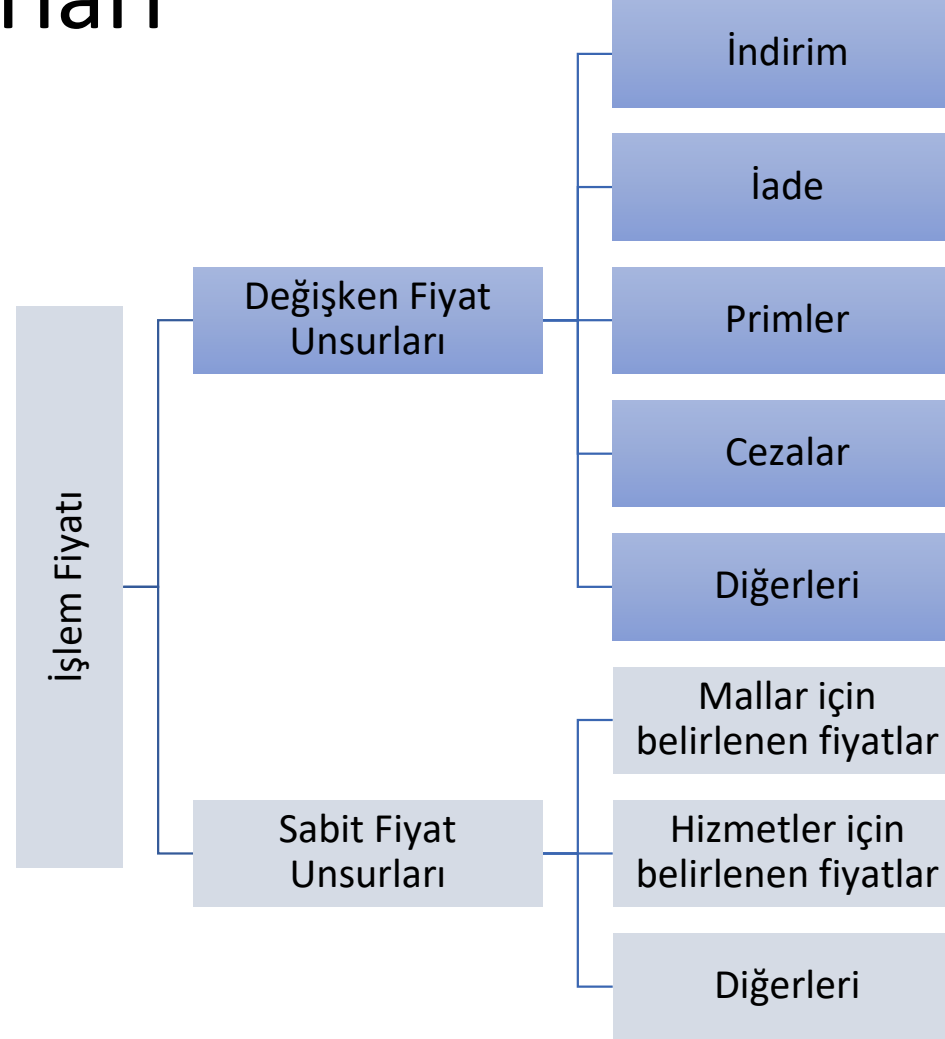 İşlem Fiyatı
Değişken Fiyat
Unsurları
İndirim
İade
Primler
Cezalar
Diğerleri
Sabit Fiyat
Unsurları
Mallar için
belirlenen fiyatlar
Hizmetler için
belirlenen fiyatlar
Diğerleri